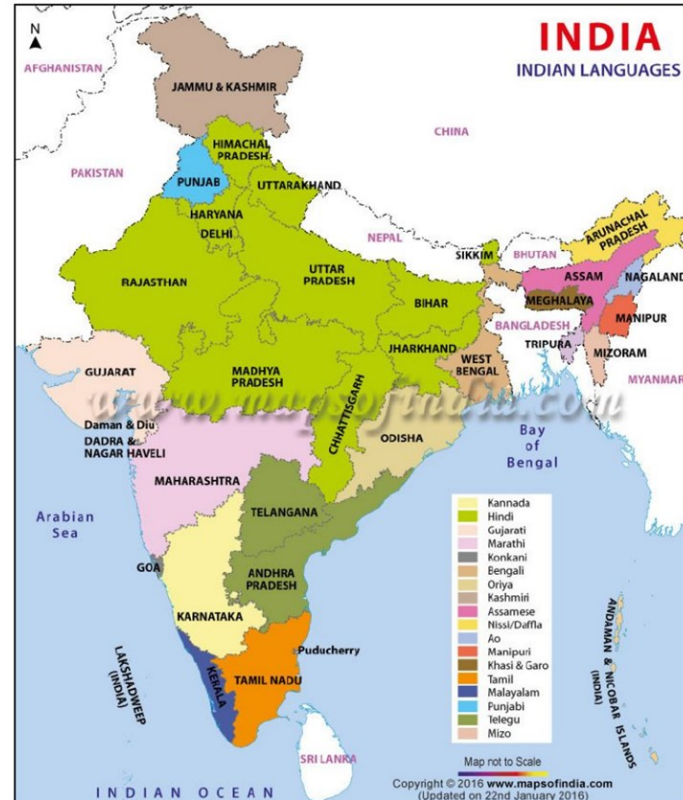 N
INDIA
INDIAN LANGUAGES
AFGHANISTAN
JAMMU & KASHMIR
CHINA
HIMACHAL
PRADESH
PAKISTAN
PUNJAB
UTTARAKHAND
HARYANA
DELHI
NEPAL
ARUNACHAL
PRADESH
SIKKIM
BHUTAN
RAJASTHAN
UTTAR
PRADESH
ASSAM
NAGALAND
BIHAR
MEGHALAYA
BANGLADESH
MANIPUR
TRIPURA
MIZORAM
JHARKHAND
WEST
BENGAL
GUJARAT
MADHYA
PRADESH
MYANMAR
CHHATTISGARH
www.mapsofindia.com
Daman & Diu
DADRA &
NAGAR HAVELI
ODISHA
Bay
of
Bengal
MAHARASHTRA
TELANGANA
Arabian
Sea
GOA
ANDHRA
PRADESH
KARNATAKA
Puducherry
LAKSHADWEEP
(INDIA)
KERALA
TAMIL NADU
SRI LANKA
INDIAN OCEAN
ANDAMAN & NICOBAR ISLANDS
(INDIA)
Kannada
Hindi
Gujarati
Marathi
Konkani
Bengali
Oriya
Kashmiri
Assamese
Nissi/Daffla
Ao
Manipuri
Khasi & Garo
Tamil
Malayalam
Punjabi
Telegu
Mizo
Map not to Scale
Copyright © 2016 www.mapsofindia.com
(Updated on 22nd January 2016)